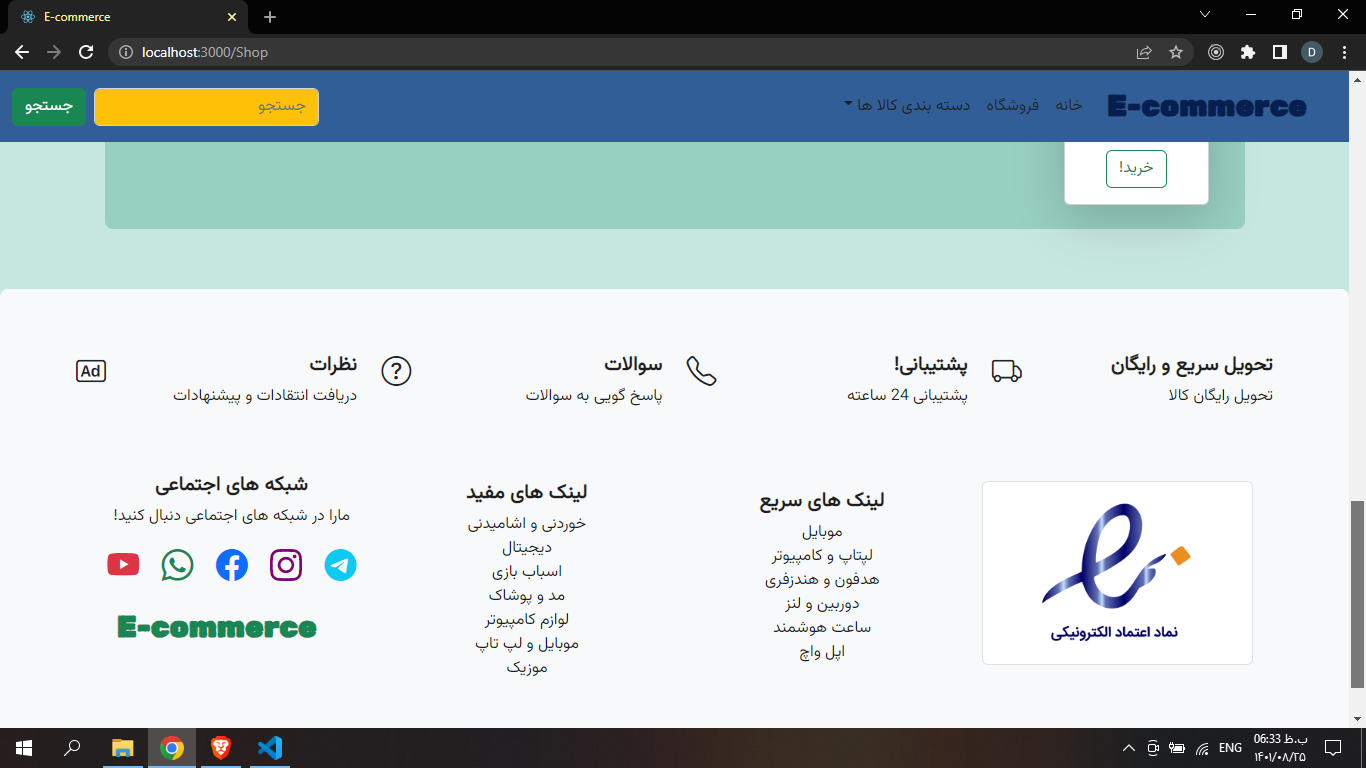 E-commerce
localhost:3000/Shop
D
E-commerce
خانه
فروشگاه
دسته بندی کالا ها
جستجو
جستجو
خرید!
تحویل سریع و رایگان
تحویل رایگان کالا
پشتیبانی!
پشتیبانی 24 ساعته
سوالات
پاسخ گویی به سوالات
?
نظرات
دریافت انتقادات و پیشنهادات
Ad
نماد اعتماد الکترونیکی
لینک های سریع
موبایل
لپتاپ و کامپیوتر
هدفون و هندزفری
دوربین و لنز
ساعت هوشمند
اپل واچ
لینک های مفید
خوردنی و اشامیدنی
دیجیتال
اسباب بازی
مد و پوشاک
لوازم کامپیوتر
موبایل و لپ تاپ
موزیک
شبکه های اجتماعی
مارا در شبکه های اجتماعی دنبال کنید!
E-commerce
ENG
06:33 ب.ظ
۱۴۰۱/۰۸/۲۵